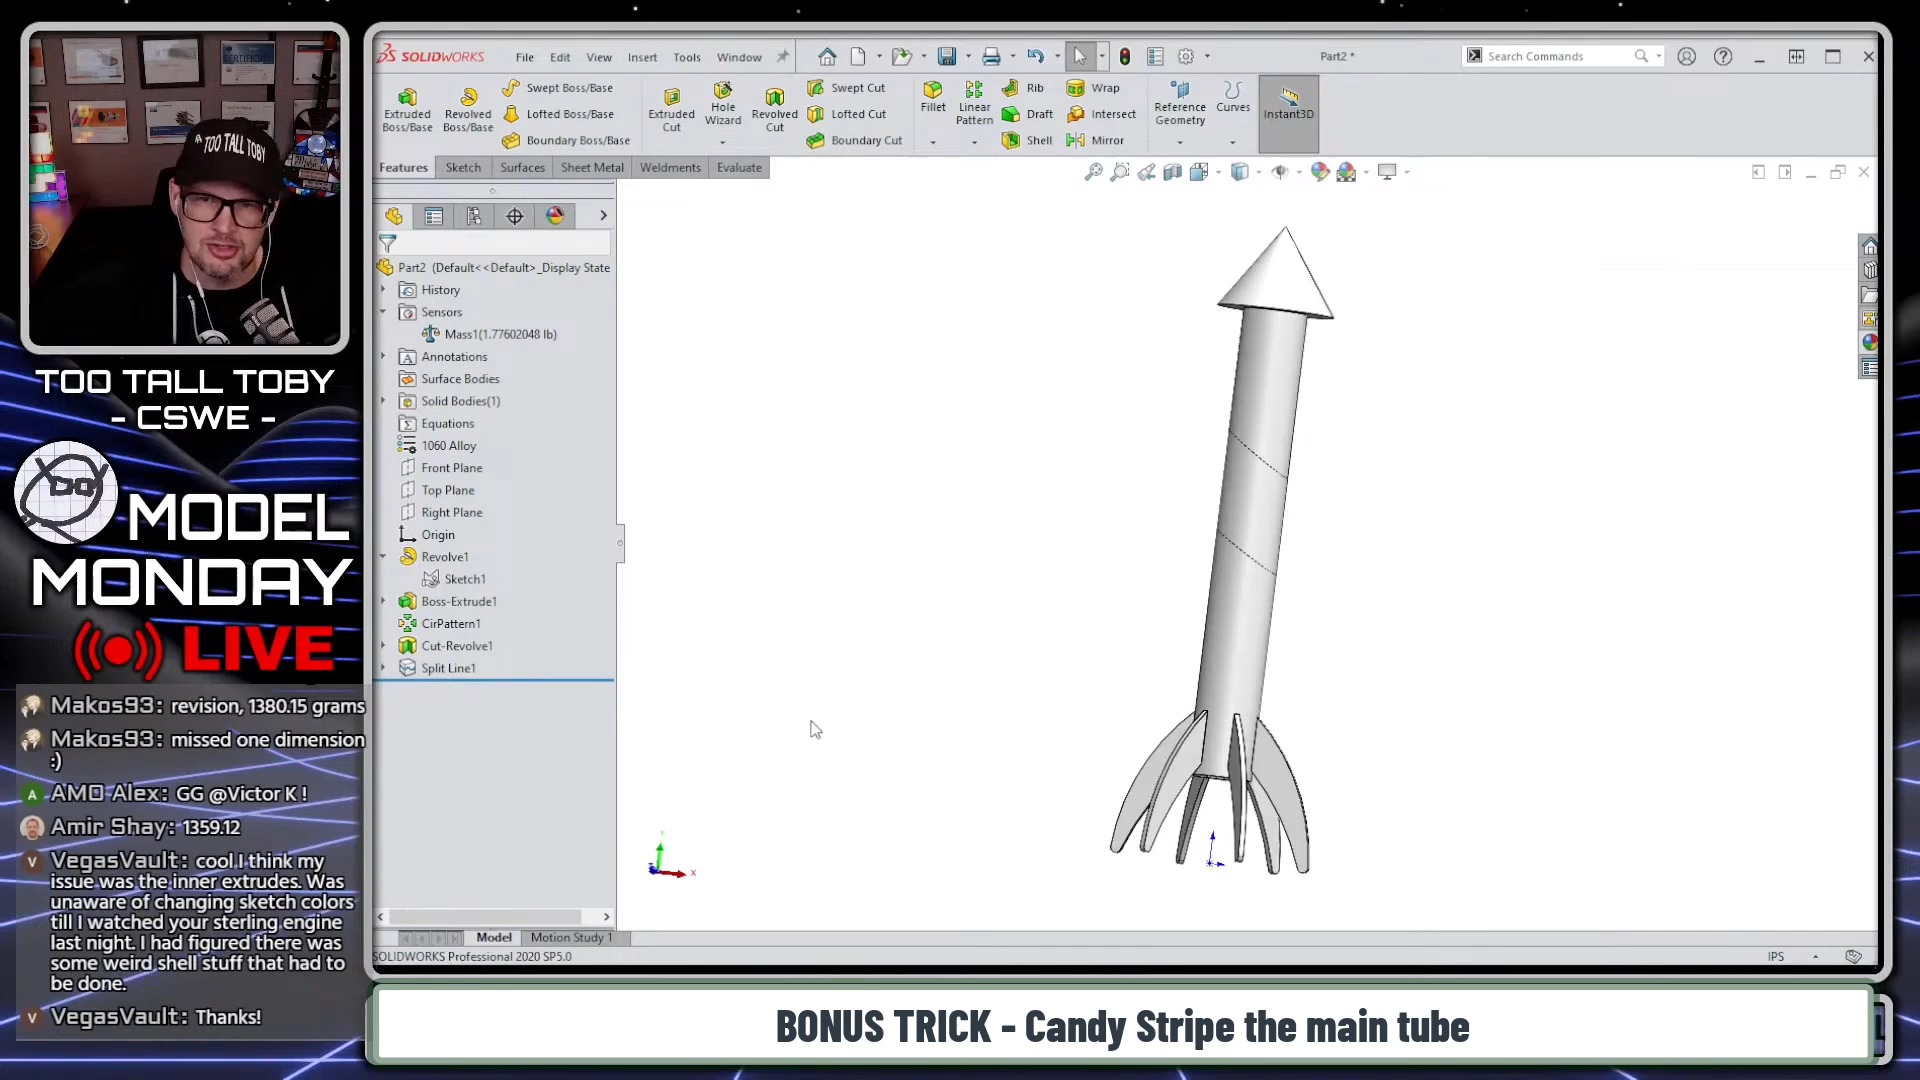 TOO TALL TOBY
TOO TALL TOBY
- CSWE -
MODEL
MONDAY
LIVE
Makos93: revision, 1380.15 grams
Makos93: missed one dimension
:)
A AMO Alex: GG @Victor K !
Amir Shay: 1359.12
V VegasVault: cool I think my
issue was the inner extrudes. Was
unaware of changing sketch colors
till I watched your sterling engine
last night. I had figured there was
some weird shell stuff that had to
be done.
V VegasVault: Thanks!
SOLIDWORKS File Edit View Insert Tools Window Part2 * Search Commands
Extruded Boss/Base
Revolved Boss/Base
Swept Boss/Base
Lofted Boss/Base
Boundary Boss/Base
Extruded Cut
Hole Wizard
Revolved Cut
Swept Cut
Lofted Cut
Boundary Cut
Fillet
Linear Pattern
Rib
Draft
Shell
Wrap
Intersect
Mirror
Reference Geometry
Curves
Instant3D
Features Sketch Surfaces Sheet Metal Weldments Evaluate
Part2 (Default<<Default>_Display State
History
Sensors
Mass1(1.77602048 lb)
Annotations
Surface Bodies
Solid Bodies(1)
Equations
1060 Alloy
Front Plane
Top Plane
Right Plane
Origin
Revolve1
Sketch1
Boss-Extrude1
CirPattern1
Cut-Revolve1
Split Line1
X
Model Motion Study 1
SOLIDWORKS Professional 2020 SP5.0
IPS
BONUS TRICK - Candy Stripe the main tube